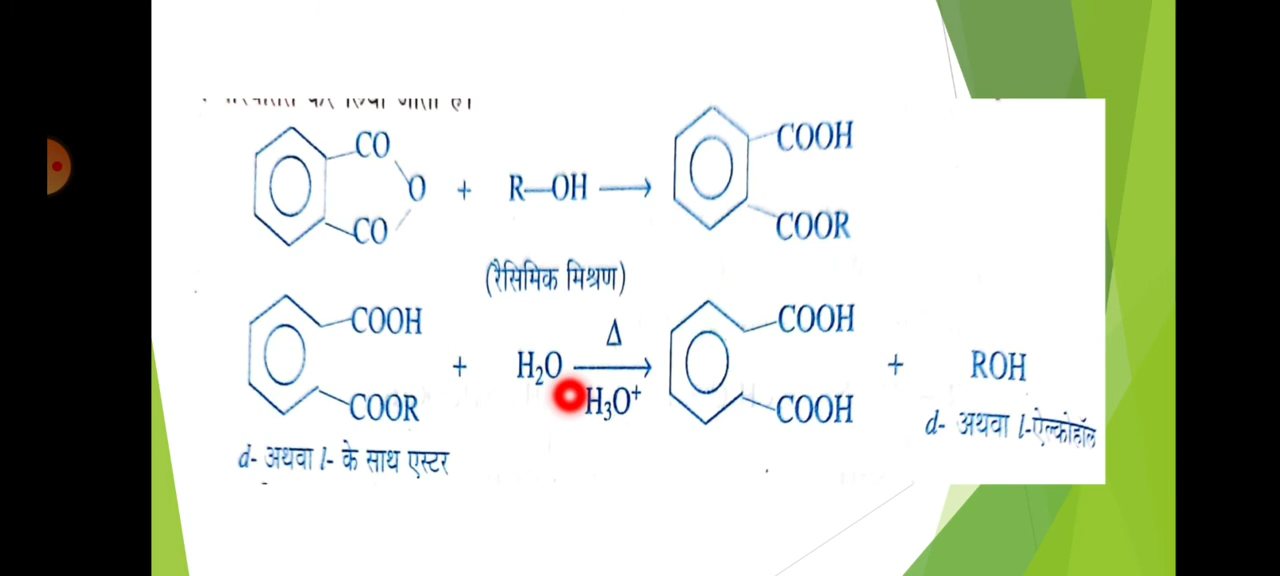 जाता है।
CO
O + R—OH ⟶
CO
COOH
COOR
(रैसिमिक मिश्रण)
COOH
+ H₂O Δ ⟶ H₃O⁺
COOR
COOH
COOH
+ ROH
d- अथवा l- के साथ एस्टर
d- अथवा l-ऐल्कोहॉल